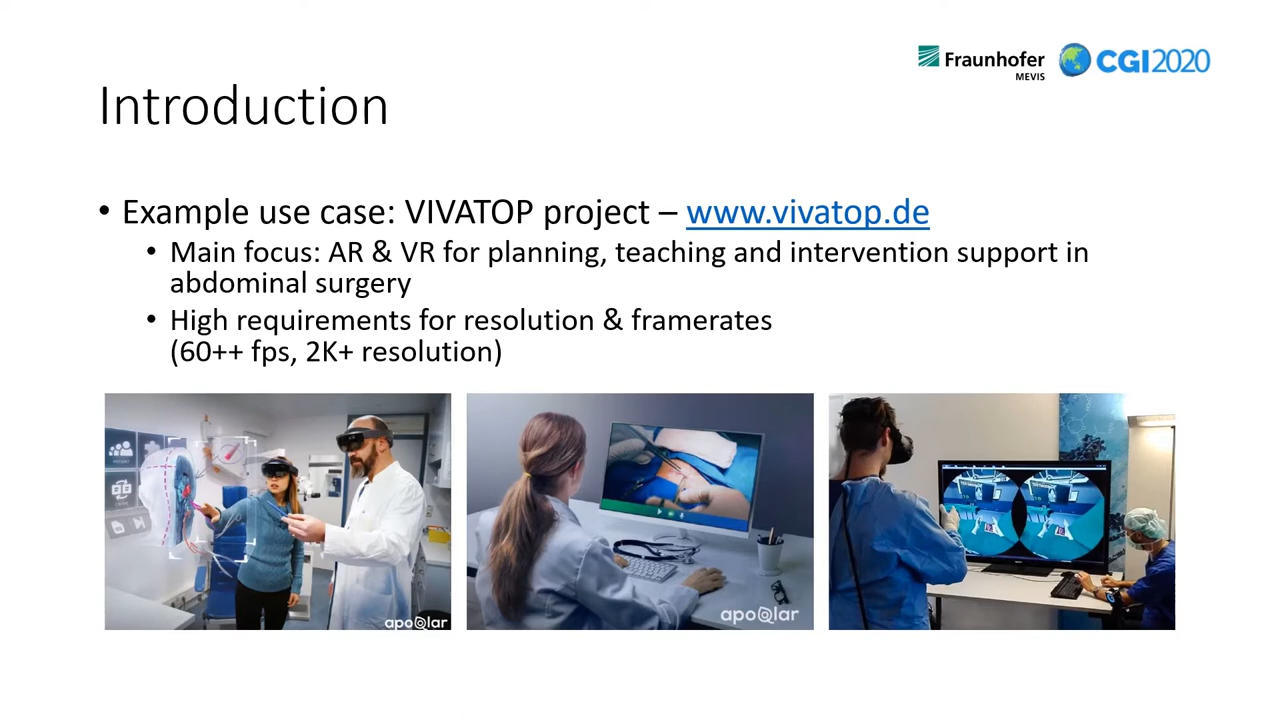 Fraunhofer
MEVIS
CGI2020
Introduction
• Example use case: VIVATOP project – www.vivatop.de
• Main focus: AR & VR for planning, teaching and intervention support in
abdominal surgery
• High requirements for resolution & framerates
(60++ fps, 2K+ resolution)
apoQlar
apoQlar